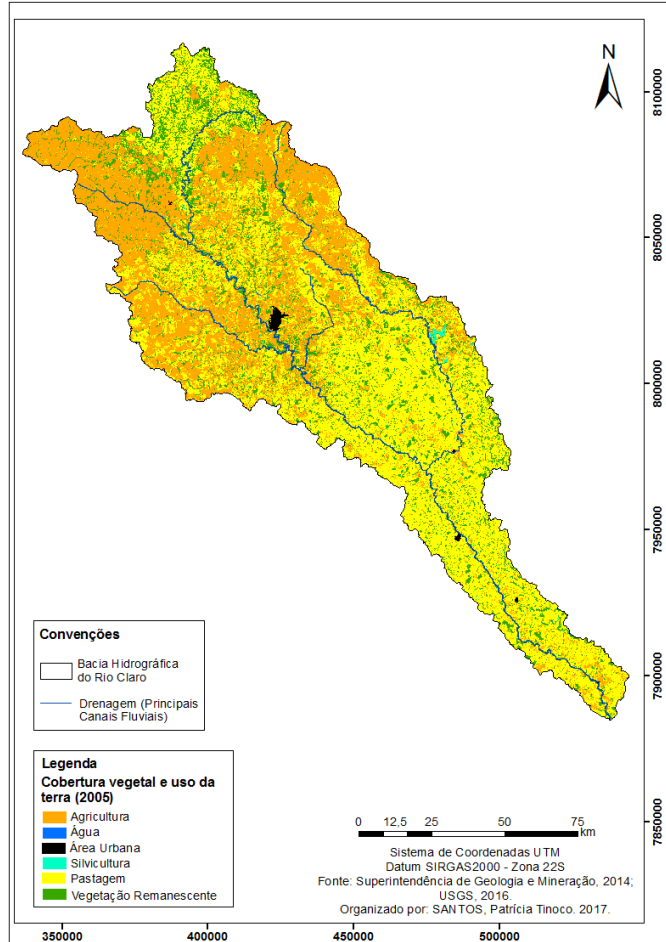 N
8100000
8050000
8000000
7950000
7900000
7850000
Convenções
Bacia Hidrográfica
do Rio Claro
Drenagem (Principais
Canais Fluviais)
Legenda
Cobertura vegetal e uso da
terra (2005)
Agricultura
Água
Área Urbana
Silvicultura
Pastagem
Vegetação Remanescente
0 12,5 25 50 75
km
Sistema de Coordenadas UTM
Datum SIRGAS2000 - Zona 22S
Fonte: Superintendência de Geologia e Mineração, 2014;
USGS, 2016.
Organizado por: SANTOS, Patrícia Tinoco. 2017.
350000 400000 450000 500000